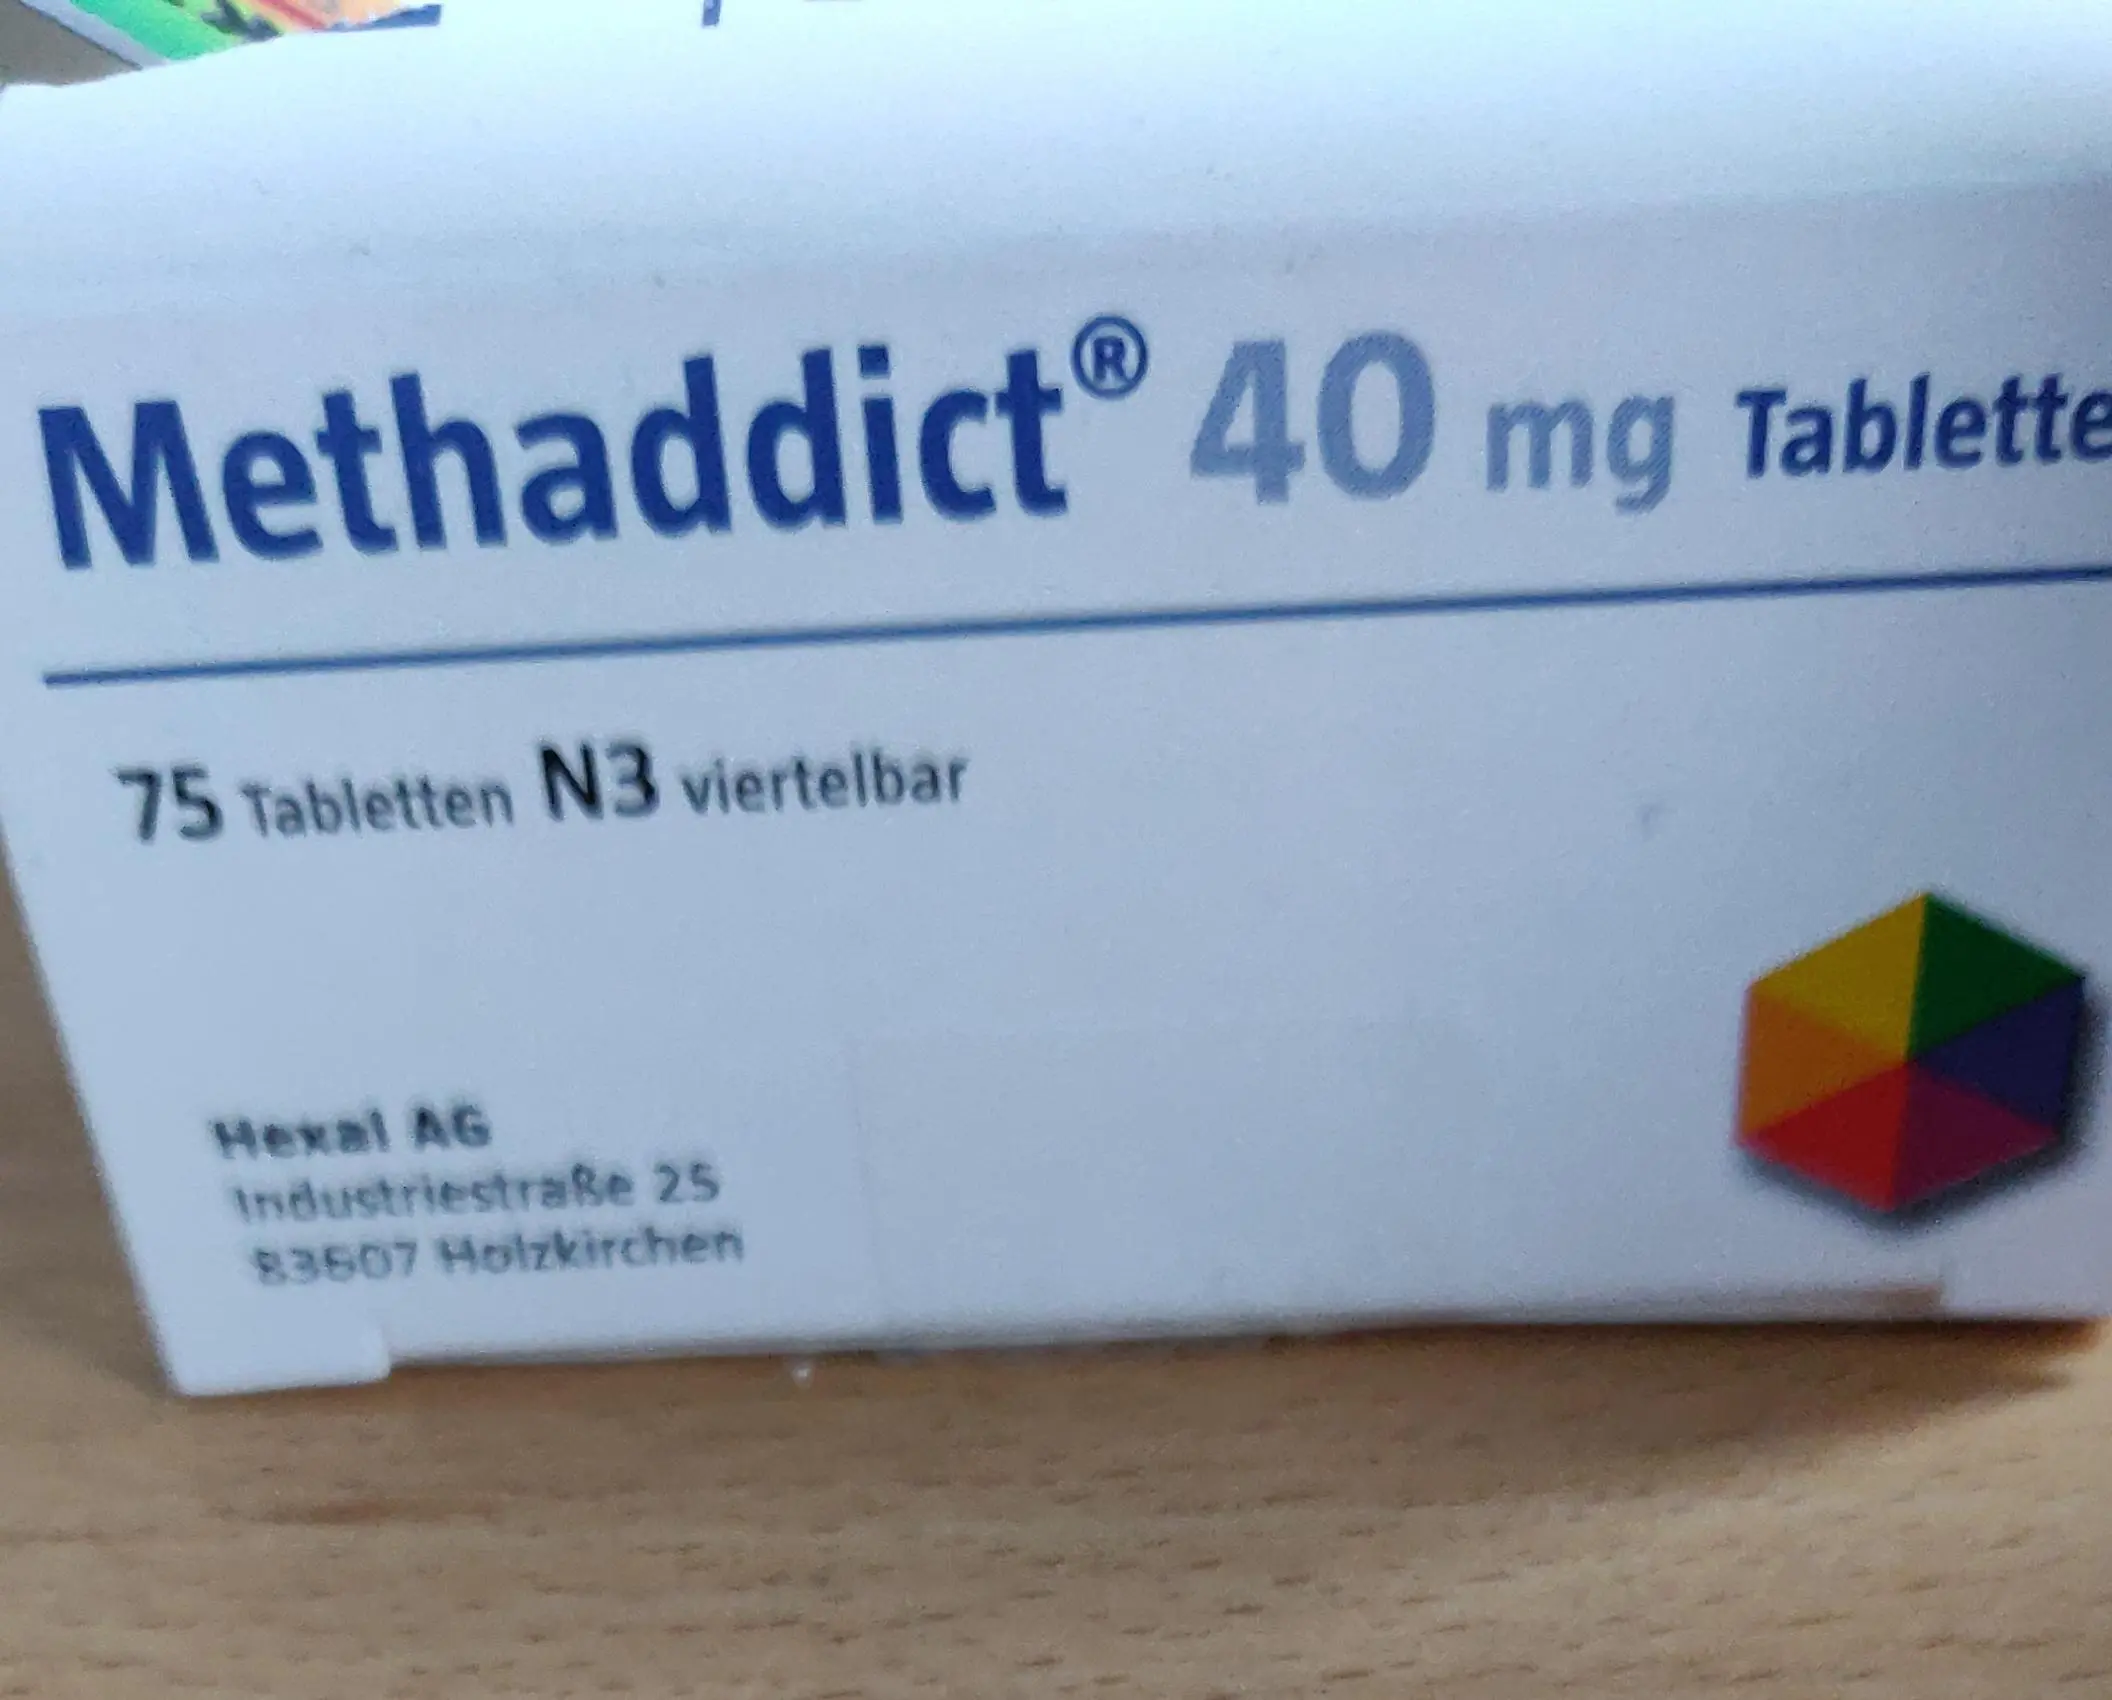 Methaddict® 40 mg Tablette
75 Tabletten N3 viertelbar
Hexal AG
Industriestraße 25
83607 Holzkirchen